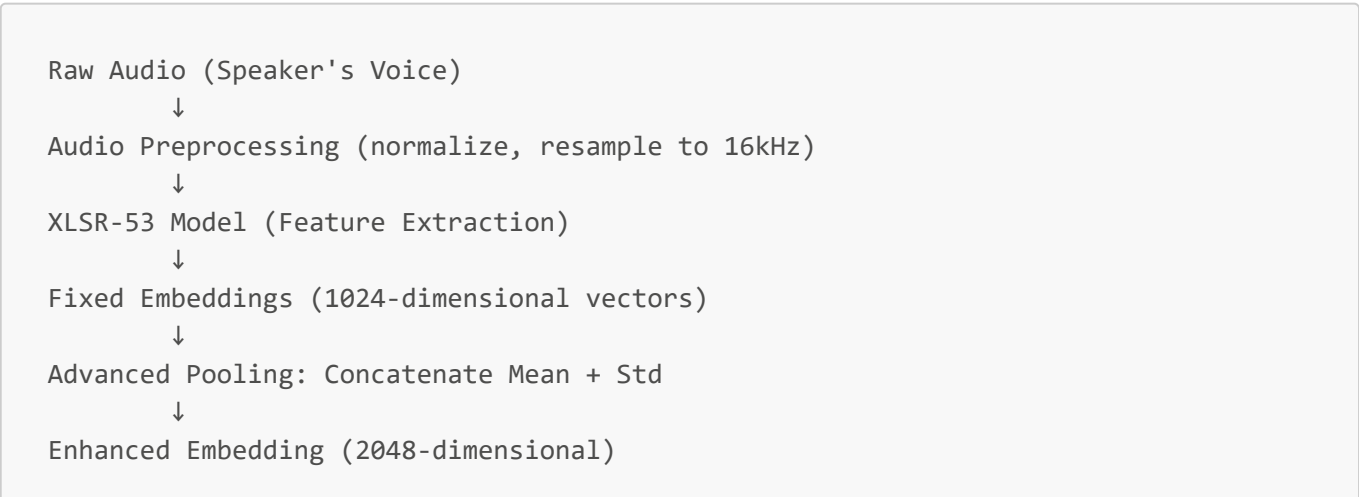 Raw Audio (Speaker's Voice)
↓
Audio Preprocessing (normalize, resample to 16kHz)
↓
XLSR-53 Model (Feature Extraction)
↓
Fixed Embeddings (1024-dimensional vectors)
↓
Advanced Pooling: Concatenate Mean + Std
↓
Enhanced Embedding (2048-dimensional)